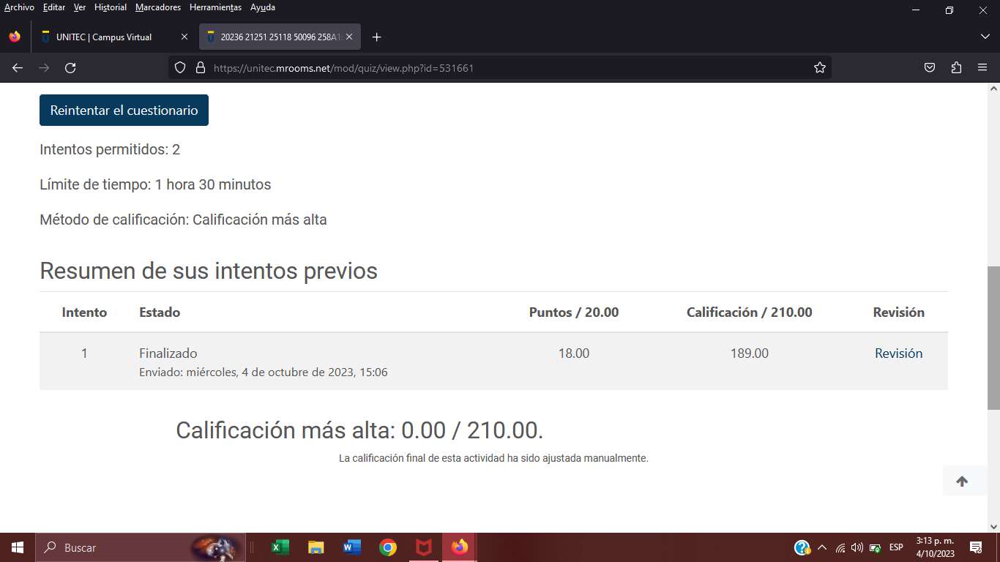 Archivo Editar Ver Historial Marcadores Herramientas Ayuda
UNITEC | Campus Virtual
20236 21251 25118 50096 258A1
https://unitec.mrooms.net/mod/quiz/view.php?id=531661
Reintentar el cuestionario
Intentos permitidos: 2
Límite de tiempo: 1 hora 30 minutos
Método de calificación: Calificación más alta
Resumen de sus intentos previos
Intento Estado Puntos / 20.00 Calificación / 210.00 Revisión
1 Finalizado 18.00 189.00 Revisión
Enviado: miércoles, 4 de octubre de 2023, 15:06
Calificación más alta: 0.00 / 210.00.
La calificación final de esta actividad ha sido ajustada manualmente.
Buscar
ESP
3:13 p. m.
4/10/2023